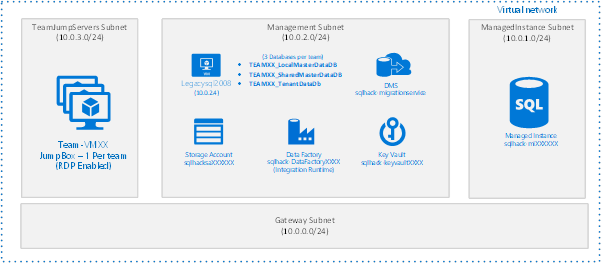 Virtual network
TeamJumpServers Subnet
(10.0.3.0/24)
Team - VMXX
JumpBox – 1 Per team
(RDP Enabled)
Management Subnet
(10.0.2.0/24)
Legacysql2008
(10.0.2.4)
(3 Databases per team)
• TEAMXX_LocalMasterDataDB
• TEAMXX_SharedMasterDataDB
• TEAMXX_TenantDataDb
DMS
sqlhack-migrationservice
Storage Account
sqlhacksaXXXXXX
Data Factory
sqlhack-DataFactoryXXXX
(Integration Runtime)
Key Vault
sqlhack-keyvaultXXXX
ManagedInstance Subnet
(10.0.1.0/24)
SQL
Managed Instance
sqlhack-miXXXXXX
Gateway Subnet
(10.0.0.0/24)